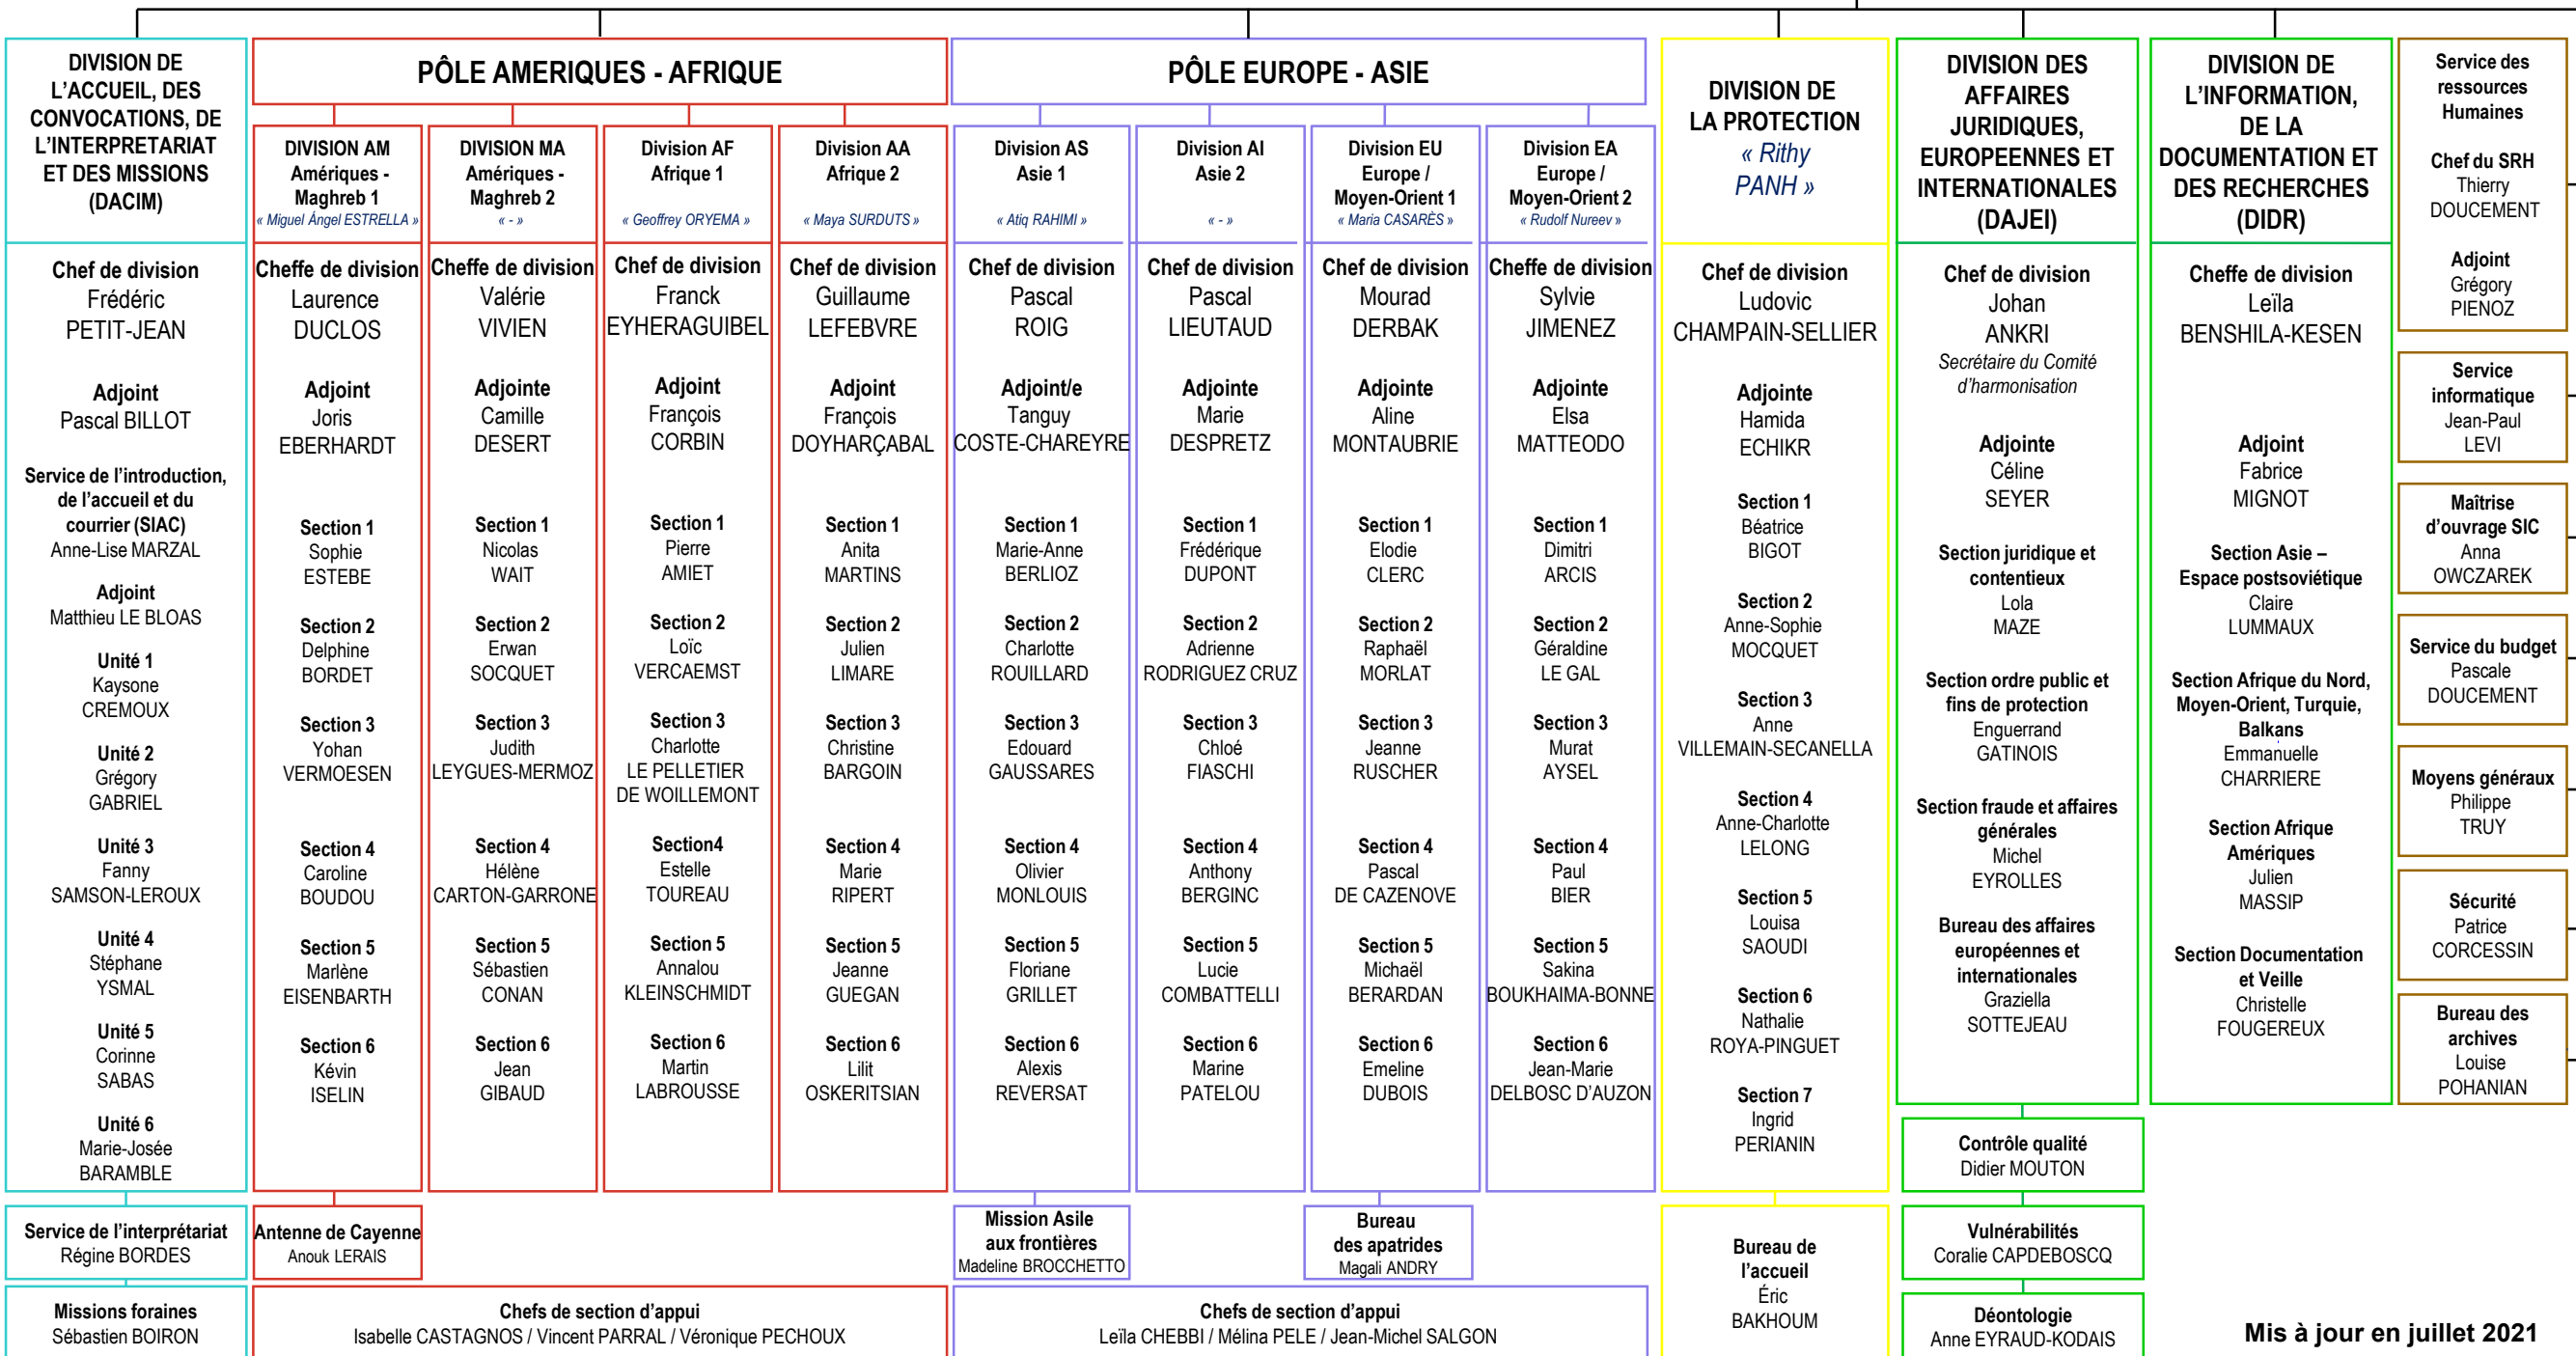 DIVISION DE
L'ACCUEIL, DES
CONVOCATIONS, DE
L'INTERPRETARIAT
ET DES MISSIONS
(DACIM)
Chef de division
Frédéric
PETIT-JEAN
Adjoint
Pascal BILLOT
Service de l'introduction,
de l'accueil et du
courrier (SIAC)
Anne-Lise MARZAL
Adjoint
Matthieu LE BLOAS
Unité 1
Kaysone
CREMOUX
Unité 2
Grégory
GABRIEL
Unité 3
Fanny
SAMSON-LEROUX
Unité 4
Stéphane
YSMAL
Unité 5
Corinne
SABAS
Unité 6
Marie-Josée
BARAMBLE
Service de l'interprétariat
Régine BORDES
Missions foraines
Sébastien BOIRON
PÔLE AMERIQUES - AFRIQUE
DIVISION AM
Amériques -
Maghreb 1
« Miguel Ángel ESTRELLA »
Cheffe de division
Laurence
DUCLOS
Adjoint
Joris
EBERHARDT
Section 1
Sophie
ESTEBE
Section 2
Delphine
BORDET
Section 3
Yohan
VERMOESEN
Section 4
Caroline
BOUDOU
Section 5
Marlène
EISENBARTH
Section 6
Kévin
ISELIN
Antenne de Cayenne
Anouk LERAIS
DIVISION MA
Amériques -
Maghreb 2
« - »
Cheffe de division
Valérie
VIVIEN
Adjointe
Camille
DESERT
Section 1
Nicolas
WAIT
Section 2
Erwan
SOCQUET
Section 3
Judith
LEYGUES-MERMOZ
Section 4
Hélène
CARTON-GARRONE
Section 5
Sébastien
CONAN
Section 6
Jean
GIBAUD
Division AF
Afrique 1
« Geoffrey ORYEMA »
Chef de division
Franck
EYHERAGUIBEL
Adjoint
François
CORBIN
Section 1
Pierre
AMIET
Section 2
Loïc
VERCAEMST
Section 3
Charlotte
LE PELLETIER
DE WOILLEMONT
Section4
Estelle
TOUREAU
Section 5
Annalou
KLEINSCHMIDT
Section 6
Martin
LABROUSSE
Division AA
Afrique 2
« Maya SURDUTS »
Chef de division
Guillaume
LEFEBVRE
Adjoint
François
DOYHARÇABAL
Section 1
Anita
MARTINS
Section 2
Julien
LIMARE
Section 3
Christine
BARGOIN
Section 4
Marie
RIPERT
Section 5
Jeanne
GUEGAN
Section 6
Lilit
OSKERITSIAN
Chefs de section d'appui
Isabelle CASTAGNOS / Vincent PARRAL / Véronique PECHOUX
PÔLE EUROPE - ASIE
Division AS
Asie 1
« Atiq RAHIMI »
Chef de division
Pascal
ROIG
Adjoint/e
Tanguy
COSTE-CHAREYRE
Section 1
Marie-Anne
BERLIOZ
Section 2
Charlotte
ROUILLARD
Section 3
Edouard
GAUSSARES
Section 4
Olivier
MONLOUIS
Section 5
Floriane
GRILLET
Section 6
Alexis
REVERSAT
Mission Asile
aux frontières
Madeline BROCCHETTO
Division AI
Asie 2
« - »
Chef de division
Pascal
LIEUTAUD
Adjointe
Marie
DESPRETZ
Section 1
Frédérique
DUPONT
Section 2
Adrienne
RODRIGUEZ CRUZ
Section 3
Chloé
FIASCHI
Section 4
Anthony
BERGINC
Section 5
Lucie
COMBATTELLI
Section 6
Marine
PATELOU
Division EU
Europe /
Moyen-Orient 1
« Maria CASARÈS »
Chef de division
Mourad
DERBAK
Adjointe
Aline
MONTAUBRIE
Section 1
Elodie
CLERC
Section 2
Raphaël
MORLAT
Section 3
Jeanne
RUSCHER
Section 4
Pascal
DE CAZENOVE
Section 5
Michaël
BERARDAN
Section 6
Emeline
DUBOIS
Bureau
des apatrides
Magali ANDRY
Division EA
Europe /
Moyen-Orient 2
« Rudolf Nureev »
Cheffe de division
Sylvie
JIMENEZ
Adjointe
Elsa
MATTEODO
Section 1
Dimitri
ARCIS
Section 2
Géraldine
LE GAL
Section 3
Murat
AYSEL
Section 4
Paul
BIER
Section 5
Sakina
BOUKHAIMA-BONNE
Section 6
Jean-Marie
DELBOSC D'AUZON
Chefs de section d'appui
Leïla CHEBBI / Mélina PELE / Jean-Michel SALGON
DIVISION DE
LA PROTECTION
« Rithy
PANH »
Chef de division
Ludovic
CHAMPAIN-SELLIER
Adjointe
Hamida
ECHIKR
Section 1
Béatrice
BIGOT
Section 2
Anne-Sophie
MOCQUET
Section 3
Anne
VILLEMAIN-SECANELLA
Section 4
Anne-Charlotte
LELONG
Section 5
Louisa
SAOUDI
Section 6
Nathalie
ROYA-PINGUET
Section 7
Ingrid
PERIANIN
Bureau de
l'accueil
Éric
BAKHOUM
DIVISION DES
AFFAIRES
JURIDIQUES,
EUROPEENNES ET
INTERNATIONALES
(DAJEI)
Chef de division
Johan
ANKRI
Secrétaire du Comité
d'harmonisation
Adjointe
Céline
SEYER
Section juridique et
contentieux
Lola
MAZE
Section ordre public et
fins de protection
Enguerrand
GATINOIS
Section fraude et affaires
générales
Michel
EYROLLES
Bureau des affaires
européennes et
internationales
Graziella
SOTTEJEAU
Contrôle qualité
Didier MOUTON
Vulnérabilités
Coralie CAPDEBOSCQ
Déontologie
Anne EYRAUD-KODAIS
DIVISION DE
L'INFORMATION,
DE LA
DOCUMENTATION ET
DES RECHERCHES
(DIDR)
Cheffe de division
Leïla
BENSHILA-KESEN
Adjoint
Fabrice
MIGNOT
Section Asie –
Espace postsoviétique
Claire
LUMMAUX
Section Afrique du Nord,
Moyen-Orient, Turquie,
Balkans
Emmanuelle
CHARRIERE
Section Afrique
Amériques
Julien
MASSIP
Section Documentation
et Veille
Christelle
FOUGEREUX
Service des
ressources
Humaines
Chef du SRH
Thierry
DOUCEMENT
Adjoint
Grégory
PIENOZ
Service
informatique
Jean-Paul
LEVI
Maîtrise
d'ouvrage SIC
Anna
OWCZAREK
Service du budget
Pascale
DOUCEMENT
Moyens généraux
Philippe
TRUY
Sécurité
Patrice
CORCESSIN
Bureau des
archives
Louise
POHANIAN
Mis à jour en juillet 2021